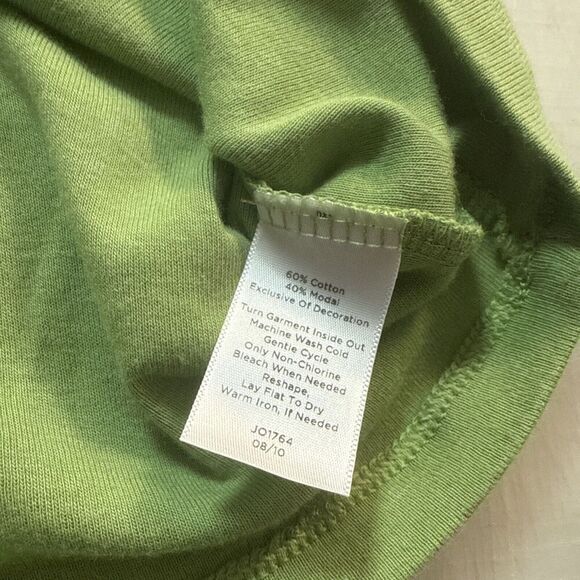 60% Cotton
40% Modal
Exclusive Of Decoration
Turn Garment Inside Out
Machine Wash Cold
Gentle Cycle
Only Non-Chlorine
Bleach When Needed
Reshape,
Lay Flat To Dry
Warm Iron, If Needed
JO1764
08/10